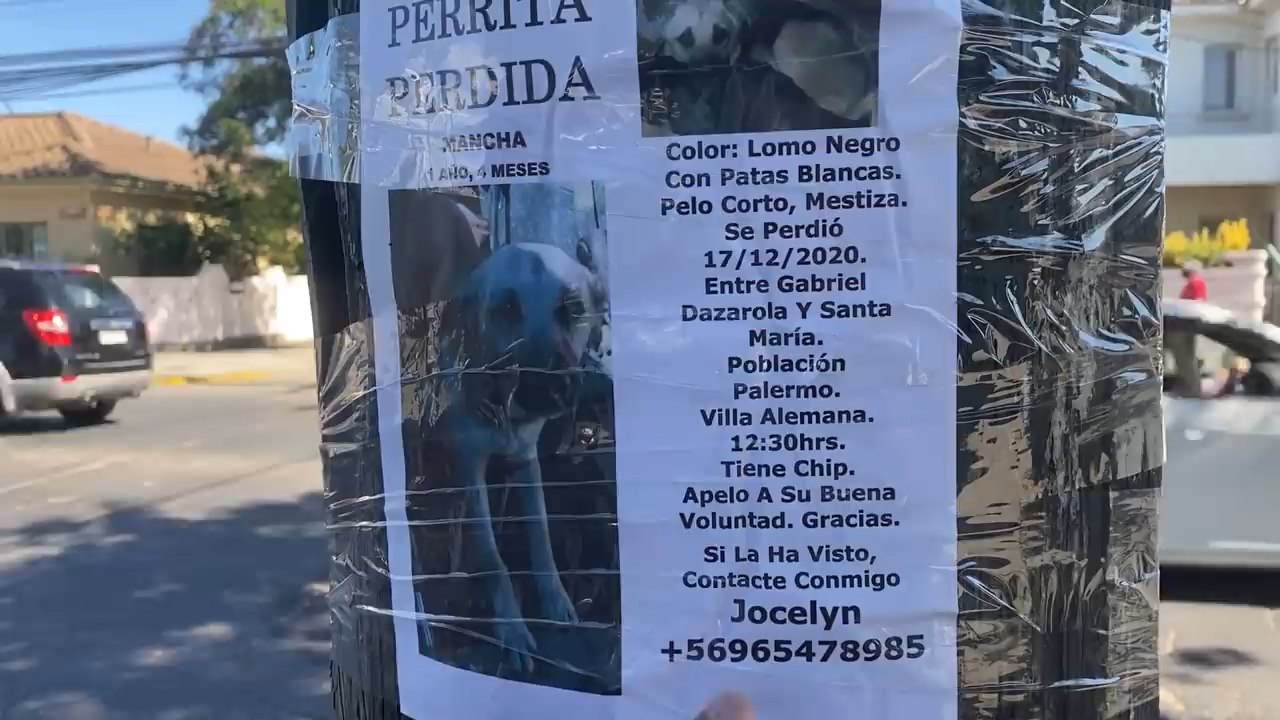 PERRITA
PERDIDA
MANCHA
1 AÑO, 4 MESES
Color: Lomo Negro
Con Patas Blancas.
Pelo Corto, Mestiza.
Se Perdió
17/12/2020.
Entre Gabriel
Dazarola Y Santa
María.
Población
Palermo.
Villa Alemana.
12:30hrs.
Tiene Chip.
Apelo A Su Buena
Voluntad. Gracias.
Si La Ha Visto,
Contacte Conmigo
Jocelyn
+56965478985